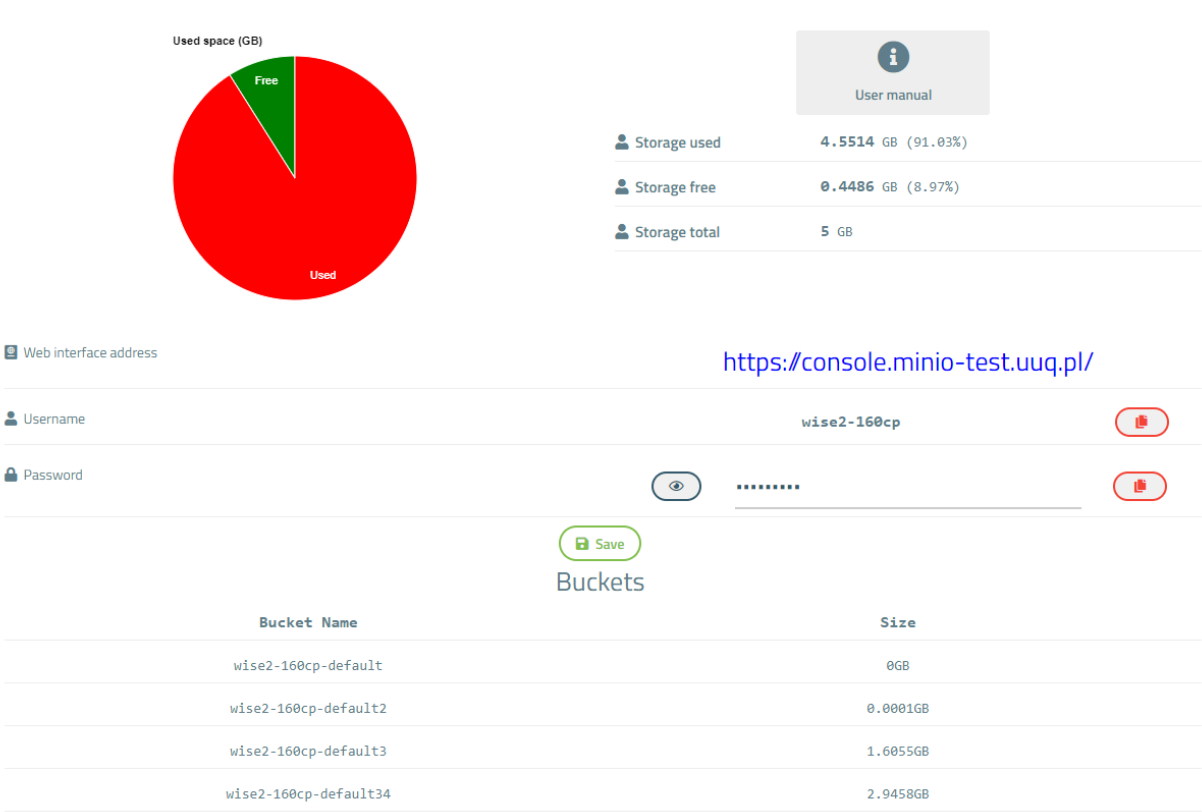 Used space (GB)
Free
Used
User manual
Storage used 4.5514 GB (91.03%)
Storage free 0.4486 GB (8.97%)
Storage total 5 GB
Web interface address https://console.minio-test.uuq.pl/
Username wise2-160cp
Password
Save
Buckets
Bucket Name Size
wise2-160cp-default 0GB
wise2-160cp-default2 0.0001GB
wise2-160cp-default3 1.6055GB
wise2-160cp-default34 2.9458GB